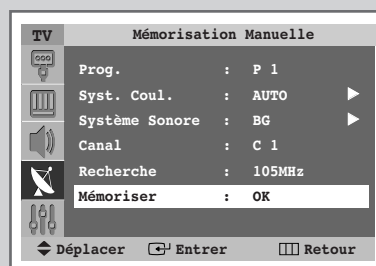 TV Mémorisation Manuelle
Prog. : P 1
Syst. Coul. : AUTO
Système Sonore : BG
Canal : C 1
Recherche : 105MHz
Mémoriser : OK
Déplacer Entrer Retour